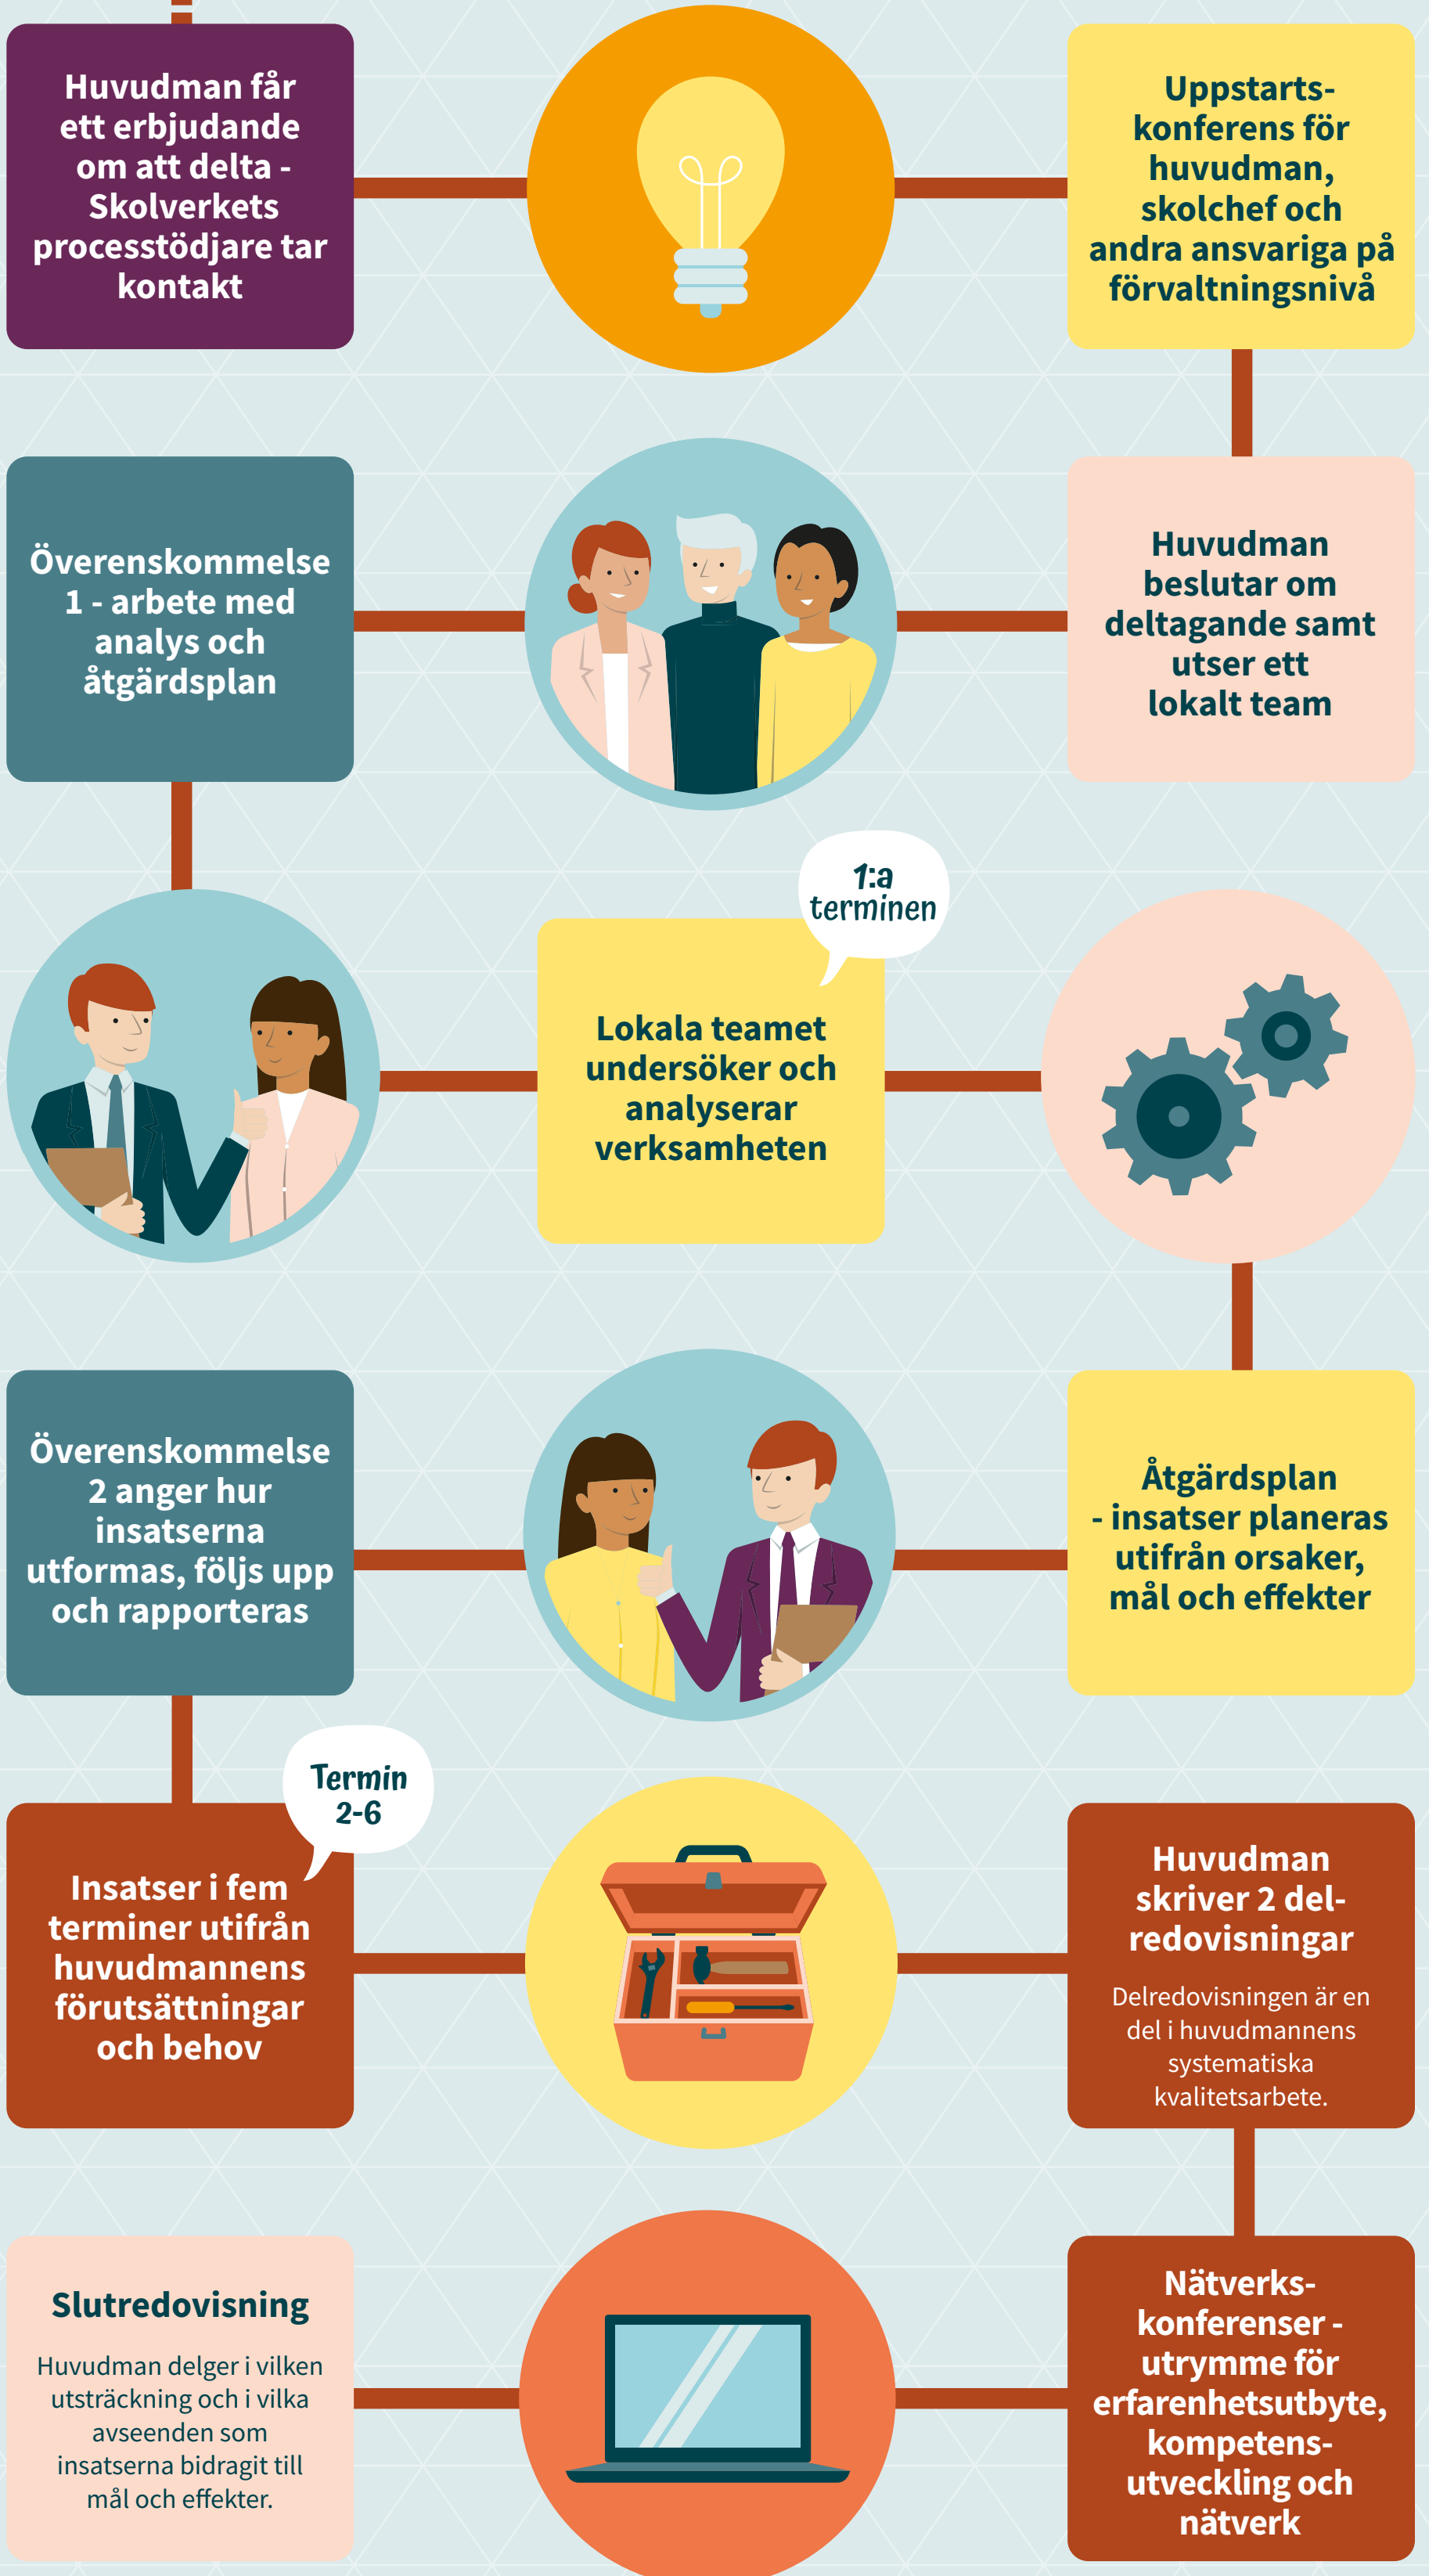 Huvudman får
ett erbjudande
om att delta -
Skolverkets
processtödjare tar
kontakt
Uppstarts-
konferens för
huvudman,
skolchef och
andra ansvariga på
förvaltningsnivå
Huvudman
beslutar om
deltagande samt
utser ett
lokalt team
Överenskommelse
1 - arbete med
analys och
åtgärdsplan
1:a
terminen
Lokala teamet
undersöker och
analyserar
verksamheten
Åtgärdsplan
- insatser planeras
utifrån orsaker,
mål och effekter
Överenskommelse
2 anger hur
insatserna
utformas, följs upp
och rapporteras
Termin
2-6
Insatser i fem
terminer utifrån
huvudmannens
förutsättningar
och behov
Huvudman
skriver 2 del-
redovisningar
Delredovisningen är en
del i huvudmannens
systematiska
kvalitetsarbete.
Nätverks-
konferenser -
utrymme för
erfarenhetsutbyte,
kompetens-
utveckling och
nätverk
Slutredovisning
Huvudman delger i vilken
utsträckning och i vilka
avseenden som
insatserna bidragit till
mål och effekter.